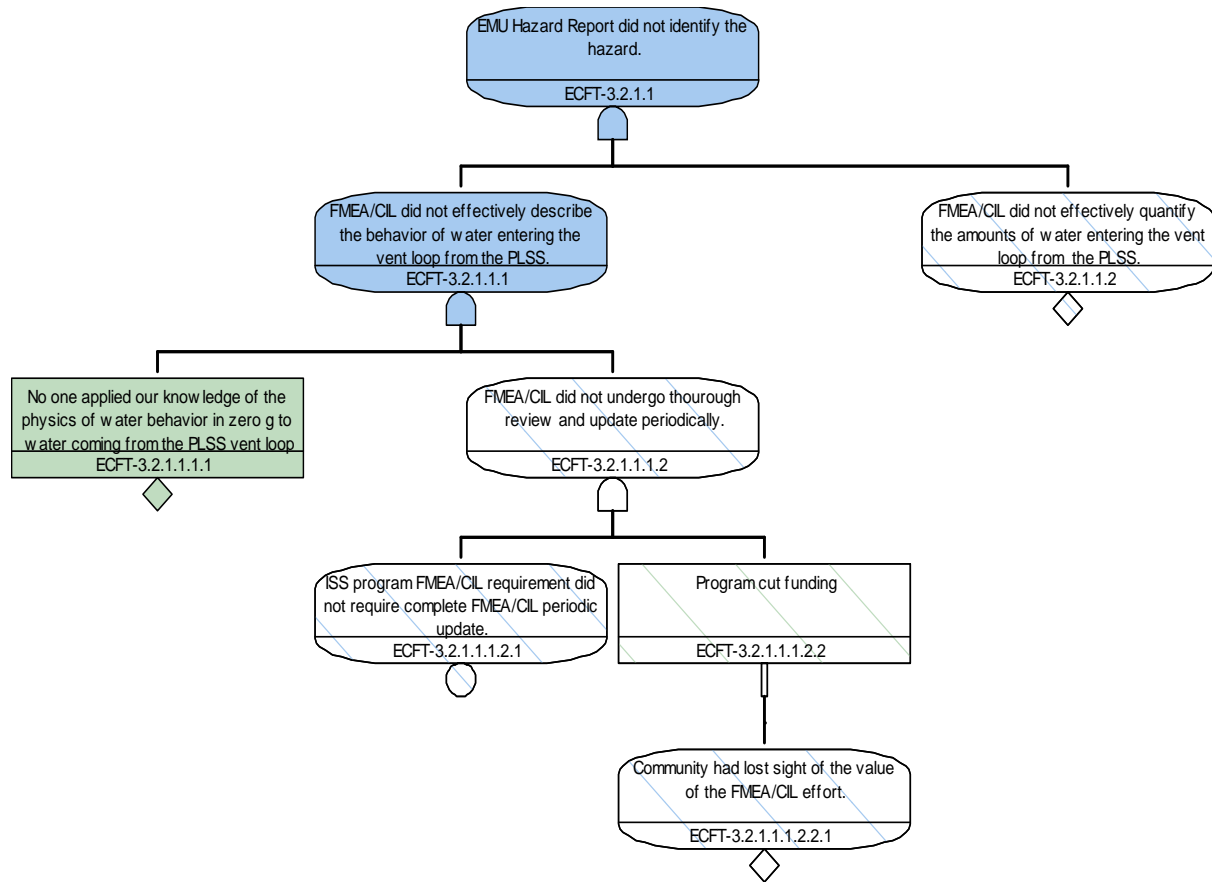 EMU Hazard Report did not identify the
hazard.
ECFT-3.2.1.1
FMEA/CIL did not effectively describe
the behavior of water entering the
vent loop from the PLSS.
ECFT-3.2.1.1.1
FMEA/CIL did not effectively quantify
the amounts of water entering the vent
loop from the PLSS.
ECFT-3.2.1.1.2
No one applied our knowledge of the
physics of water behavior in zero g to
water coming from the PLSS vent loop
ECFT-3.2.1.1.1.1
FMEA/CIL did not undergo thourough
review and update periodically.
ECFT-3.2.1.1.1.2
ISS program FMEA/CIL requirement did
not require complete FMEA/CIL periodic
update.
ECFT-3.2.1.1.1.2.1
Program cut funding
ECFT-3.2.1.1.1.2.2
Community had lost sight of the value
of the FMEA/CIL effort.
ECFT-3.2.1.1.1.2.2.1